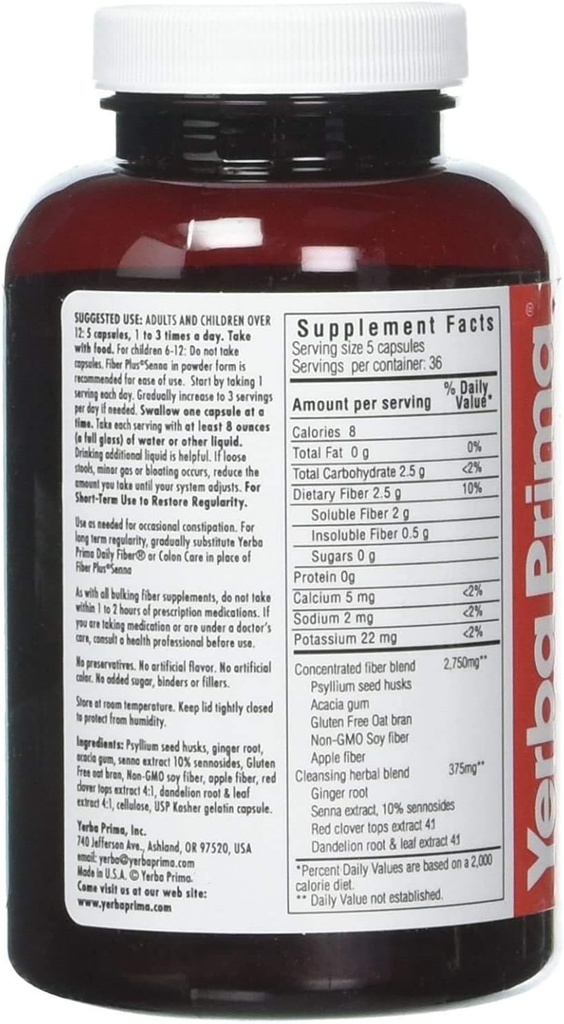 SUGGESTED USE: ADULTS AND CHILDREN OVER
12: 5 capsules, 1 to 3 times a day. Take
with food. For children 6-12: Do not take
capsules. Fiber Plus®Senna in powder form is
recommended for ease of use. Start by taking 1
serving each day. Gradually increase to 3 servings
per day if needed. Swallow one capsule at a
time. Take each serving with at least 8 ounces
(a full glass) of water or other liquid.
Drinking additional liquid is helpful. If loose
stools, minor gas or bloating occurs, reduce the
amount you take until your system adjusts. For
Short-Term Use to Restore Regularity.
Use as needed for occasional constipation. For
long term regularity, gradually substitute Yerba
Prima Daily Fiber® or Colon Care in place of
Fiber Plus®Senna
As with all bulking fiber supplements, do not take
within 1 to 2 hours of prescription medications. If
you are taking medication or are under a doctor's
care, consult a health professional before use.
No preservatives. No artificial flavor. No artificial
color. No added sugar, binders or fillers.
Store at room temperature. Keep lid tightly closed
to protect from humidity.
Ingredients: Psyllium seed husks, ginger root,
acacia gum, senna extract 10% sennosides, Gluten
Free oat bran, Non-GMO soy fiber, apple fiber, red
clover tops extract 4:1, dandelion root & leaf
extract 4:1, cellulose, USP Kosher gelatin capsule.
Yerba Prima, Inc.
740 Jefferson Ave., Ashland, OR 97520, USA
email: yerba@yerbaprima.com
Made in U.S.A. © Yerba Prima.
Come visit us at our web site:
www.yerbaprima.com
Supplement Facts
Serving size 5 capsules
Servings per container: 36
Amount per serving % Daily Value*
Calories 8
Total Fat 0 g 0%
Total Carbohydrate 2.5 g <2%
Dietary Fiber 2.5 g 10%
Soluble Fiber 2 g
Insoluble Fiber 0.5 g
Sugars 0 g
Protein 0g
Calcium 5 mg <2%
Sodium 2 mg <2%
Potassium 22 mg <2%
Concentrated fiber blend 2,750mg**
Psyllium seed husks
Acacia gum
Gluten Free Oat bran
Non-GMO Soy fiber
Apple fiber
Cleansing herbal blend 375mg**
Ginger root
Senna extract, 10% sennosides
Red clover tops extract 4:1
Dandelion root & leaf extract 4:1
*Percent Daily Values are based on a 2,000
calorie diet.
** Daily Value not established.
Yerba Prima®